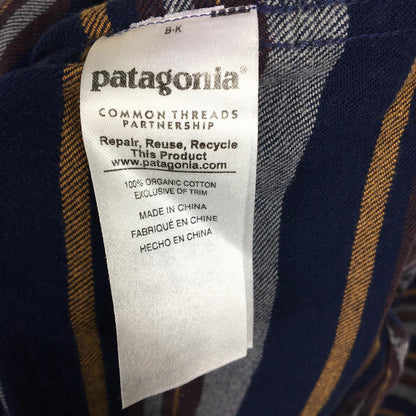 B-K
patagonia®
COMMON THREADS
PARTNERSHIP
Repair, Reuse, Recycle
This Product
www.patagonia.com
100% ORGANIC COTTON
EXCLUSIVE OF TRIM
MADE IN CHINA
FABRIQUÉ EN CHINE
HECHO EN CHINA